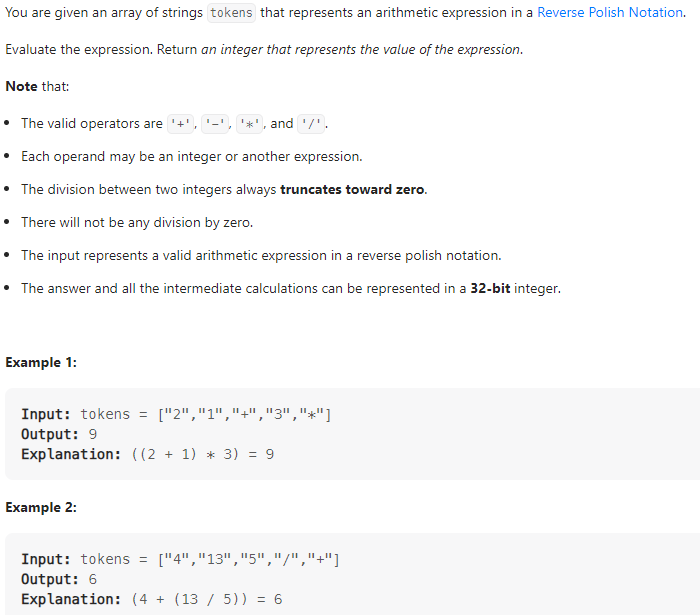 You are given an array of strings tokens that represents an arithmetic expression in a Reverse Polish Notation.
Evaluate the expression. Return an integer that represents the value of the expression.
Note that:
• The valid operators are '+', '-', '*', and '/'.
• Each operand may be an integer or another expression.
• The division between two integers always truncates toward zero.
• There will not be any division by zero.
• The input represents a valid arithmetic expression in a reverse polish notation.
• The answer and all the intermediate calculations can be represented in a 32-bit integer.
Example 1:
Input: tokens = ["2","1","+","3","*"]
Output: 9
Explanation: ((2 + 1) * 3) = 9
Example 2:
Input: tokens = ["4","13","5","/","+"]
Output: 6
Explanation: (4 + (13 / 5)) = 6